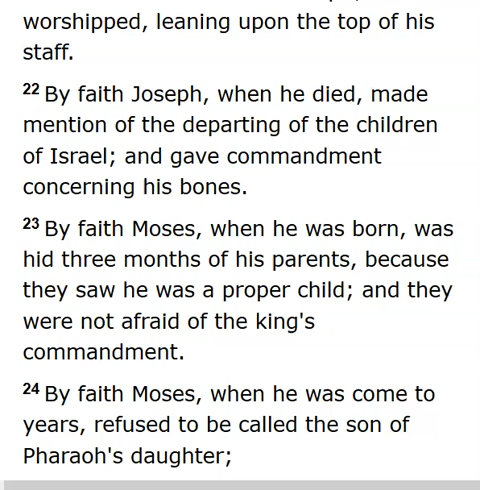 worshipped, leaning upon the top of his
staff.
22 By faith Joseph, when he died, made
mention of the departing of the children
of Israel; and gave commandment
concerning his bones.
23 By faith Moses, when he was born, was
hid three months of his parents, because
they saw he was a proper child; and they
were not afraid of the king's
commandment.
24 By faith Moses, when he was come to
years, refused to be called the son of
Pharaoh's daughter;